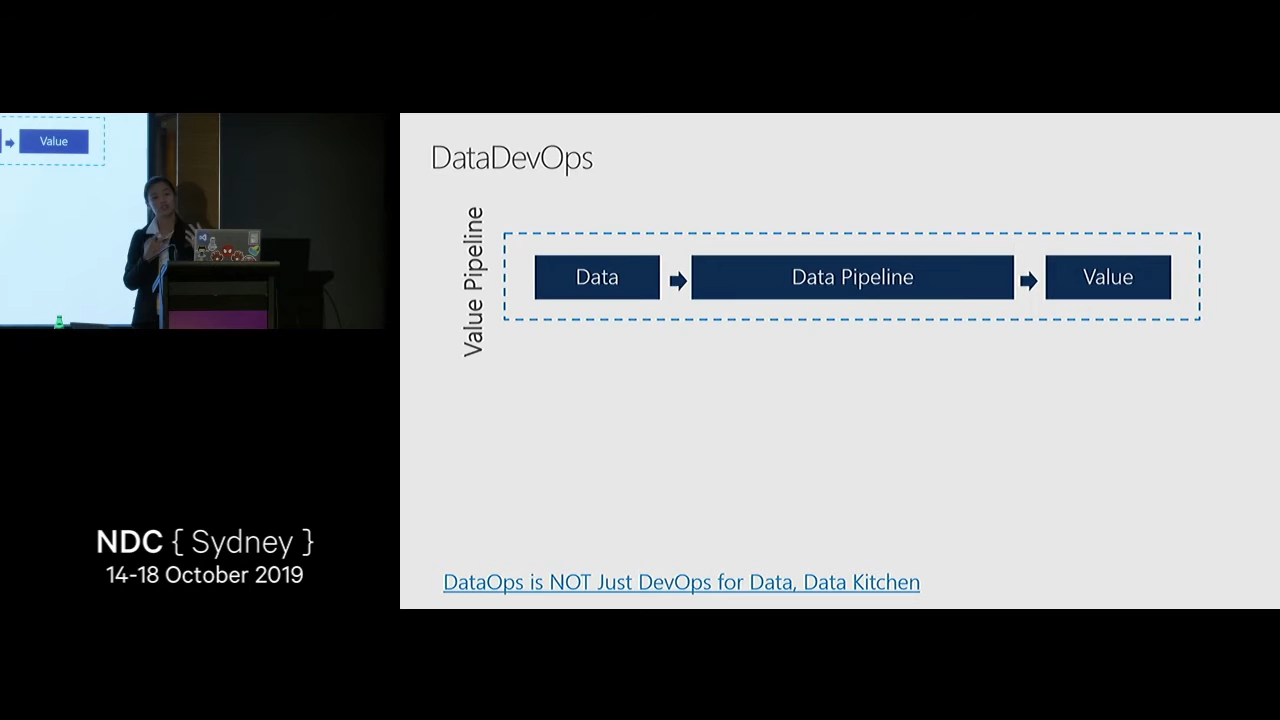 Value
DataDevOps
Value Pipeline
Data
Data Pipeline
Value
NDC { Sydney }
14-18 October 2019
DataOps is NOT Just DevOps for Data, Data Kitchen